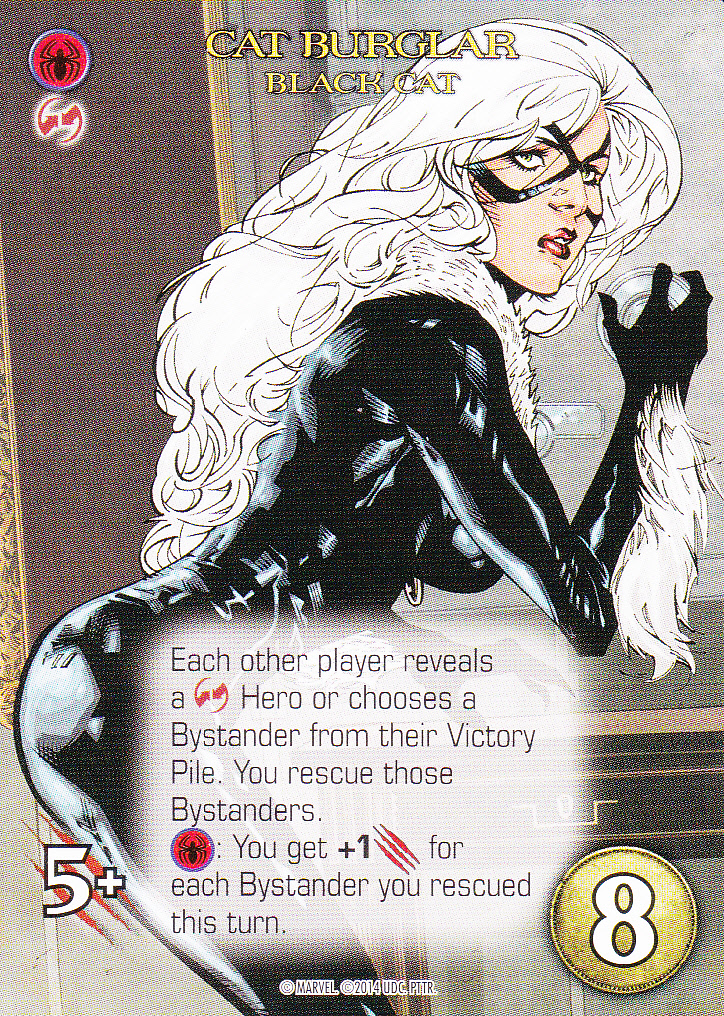 CAT BURGLAR
BLACK CAT
Each other player reveals
a Hero or chooses a
Bystander from their Victory
Pile. You rescue those
Bystanders.
: You get +1 for
each Bystander you rescued
this turn.
5+
8
© MARVEL. ©2014 UDC. PTTR.